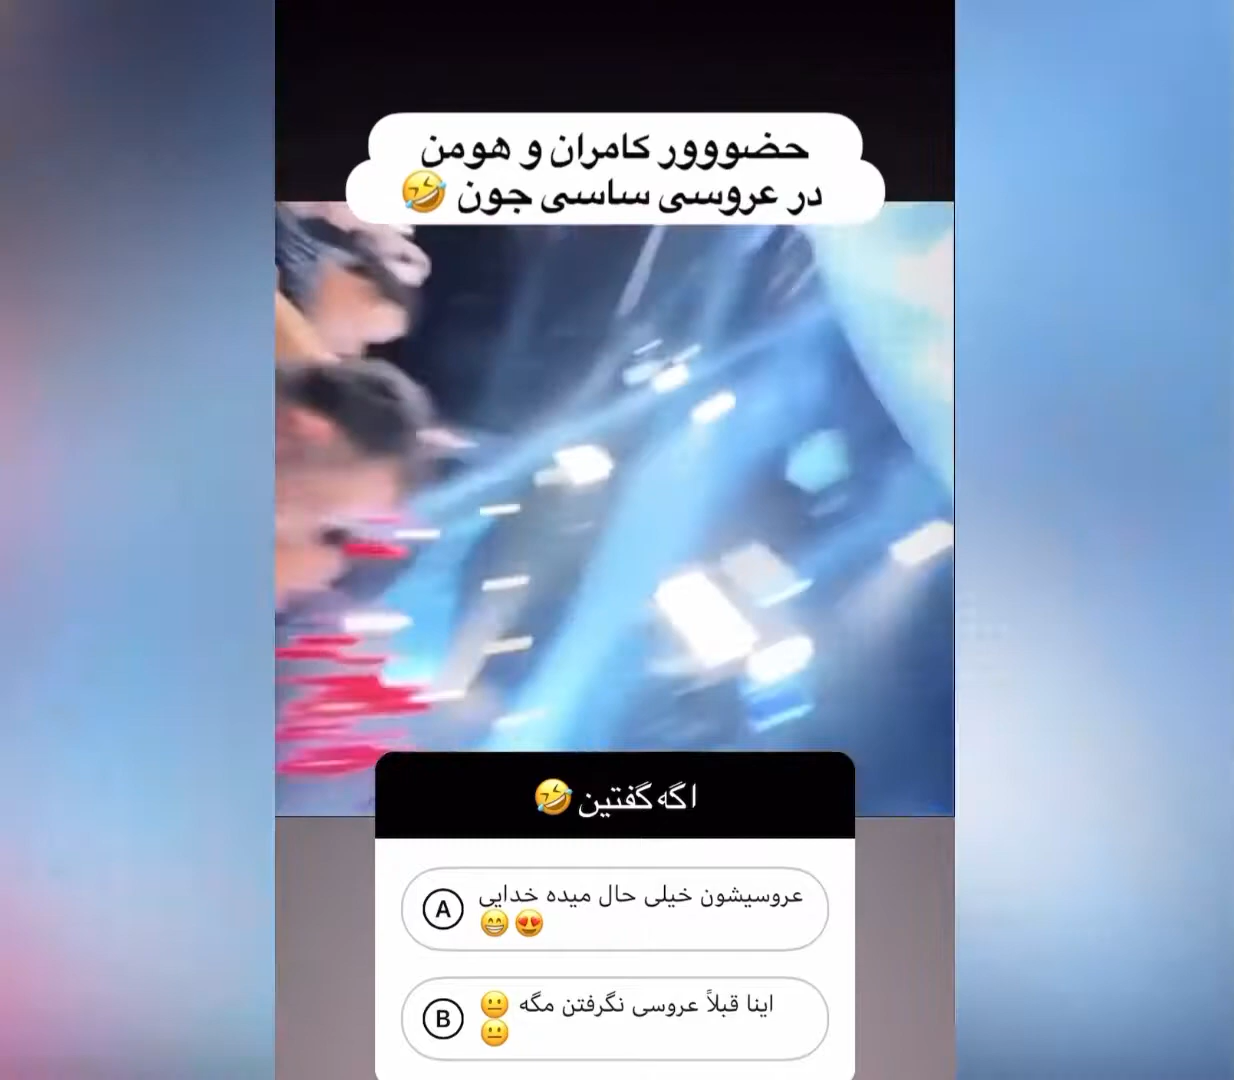 حضوووور کامران و هومن
در عروسی ساسی جون 🤣
اگه گفتین 🤣
A عروسیشون خیلی حال میده خدایی
😁😍
B اینا قبلاً عروسی نگرفتن مگه 😐
😐